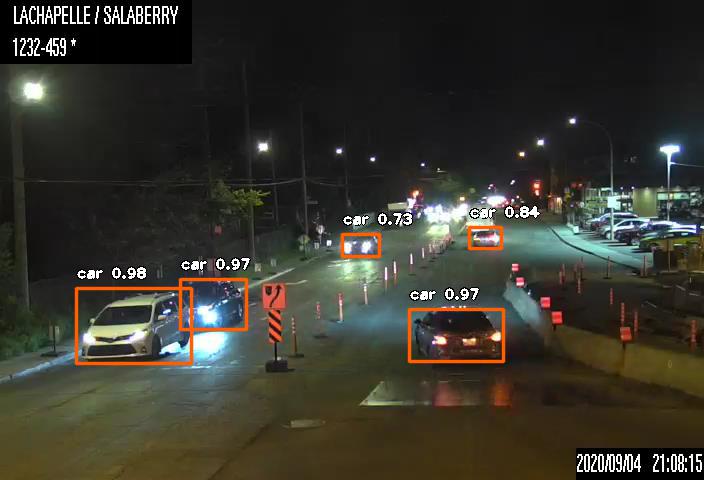 LACHAPELLE / SALABERRY
1232-459 *
car 0.73
car 0.84
car 0.98
car 0.97
car 0.97
2020/09/04 21:08:15